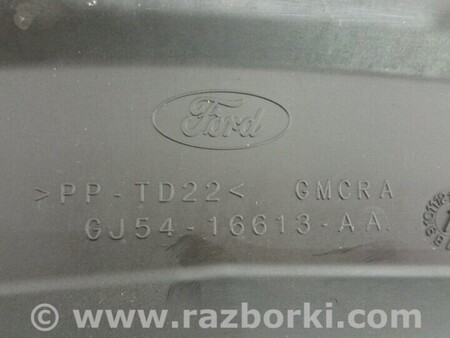 Ford
>PP-TD22< GMCRA
GJ54-16613-AA.
© www.razborki.com